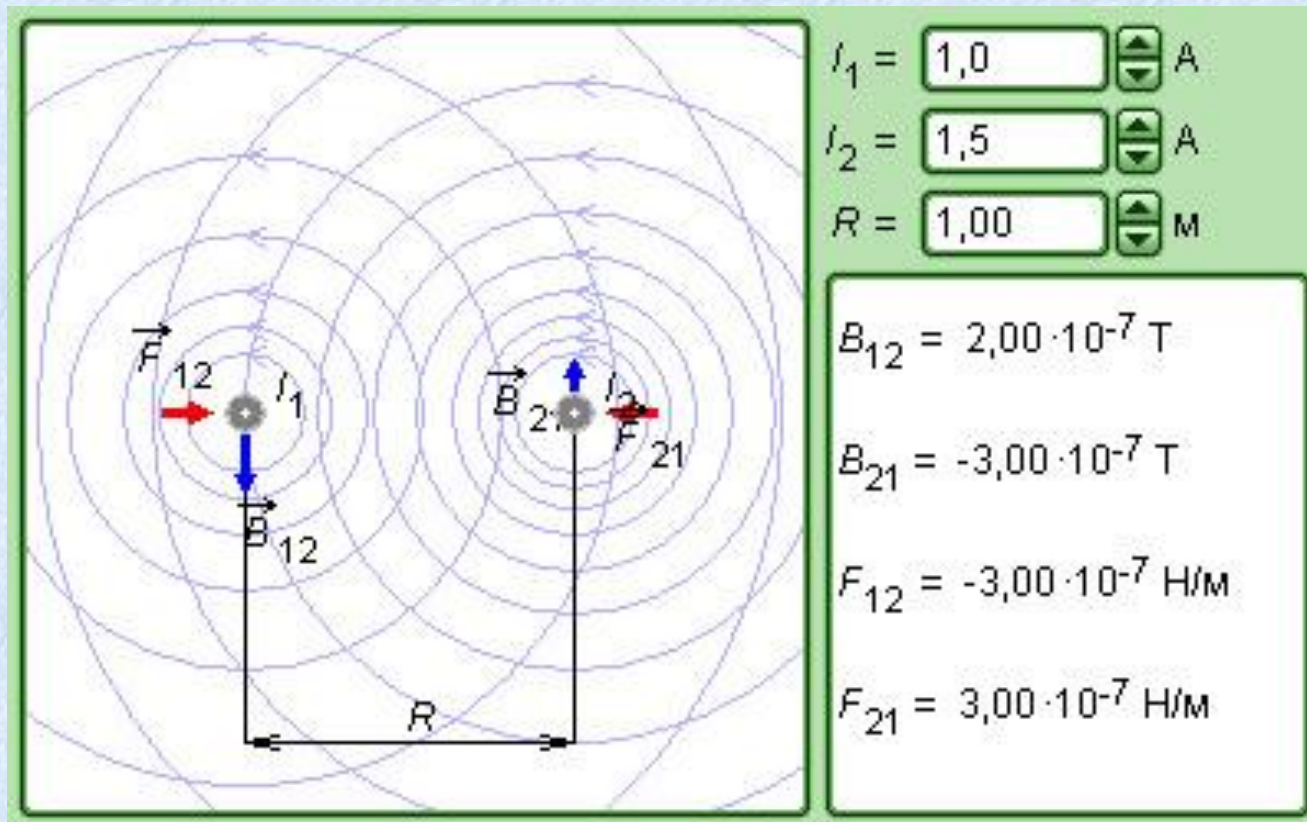 I₁ = 1,0 А
I₂ = 1,5 А
R = 1,00 м
F₁₂
I₁
B₂₁
I₂
F₂₁
B₁₂
R
B₁₂ = 2,00·10⁻⁷ Т
B₂₁ = -3,00·10⁻⁷ Т
F₁₂ = -3,00·10⁻⁷ Н/м
F₂₁ = 3,00·10⁻⁷ Н/м